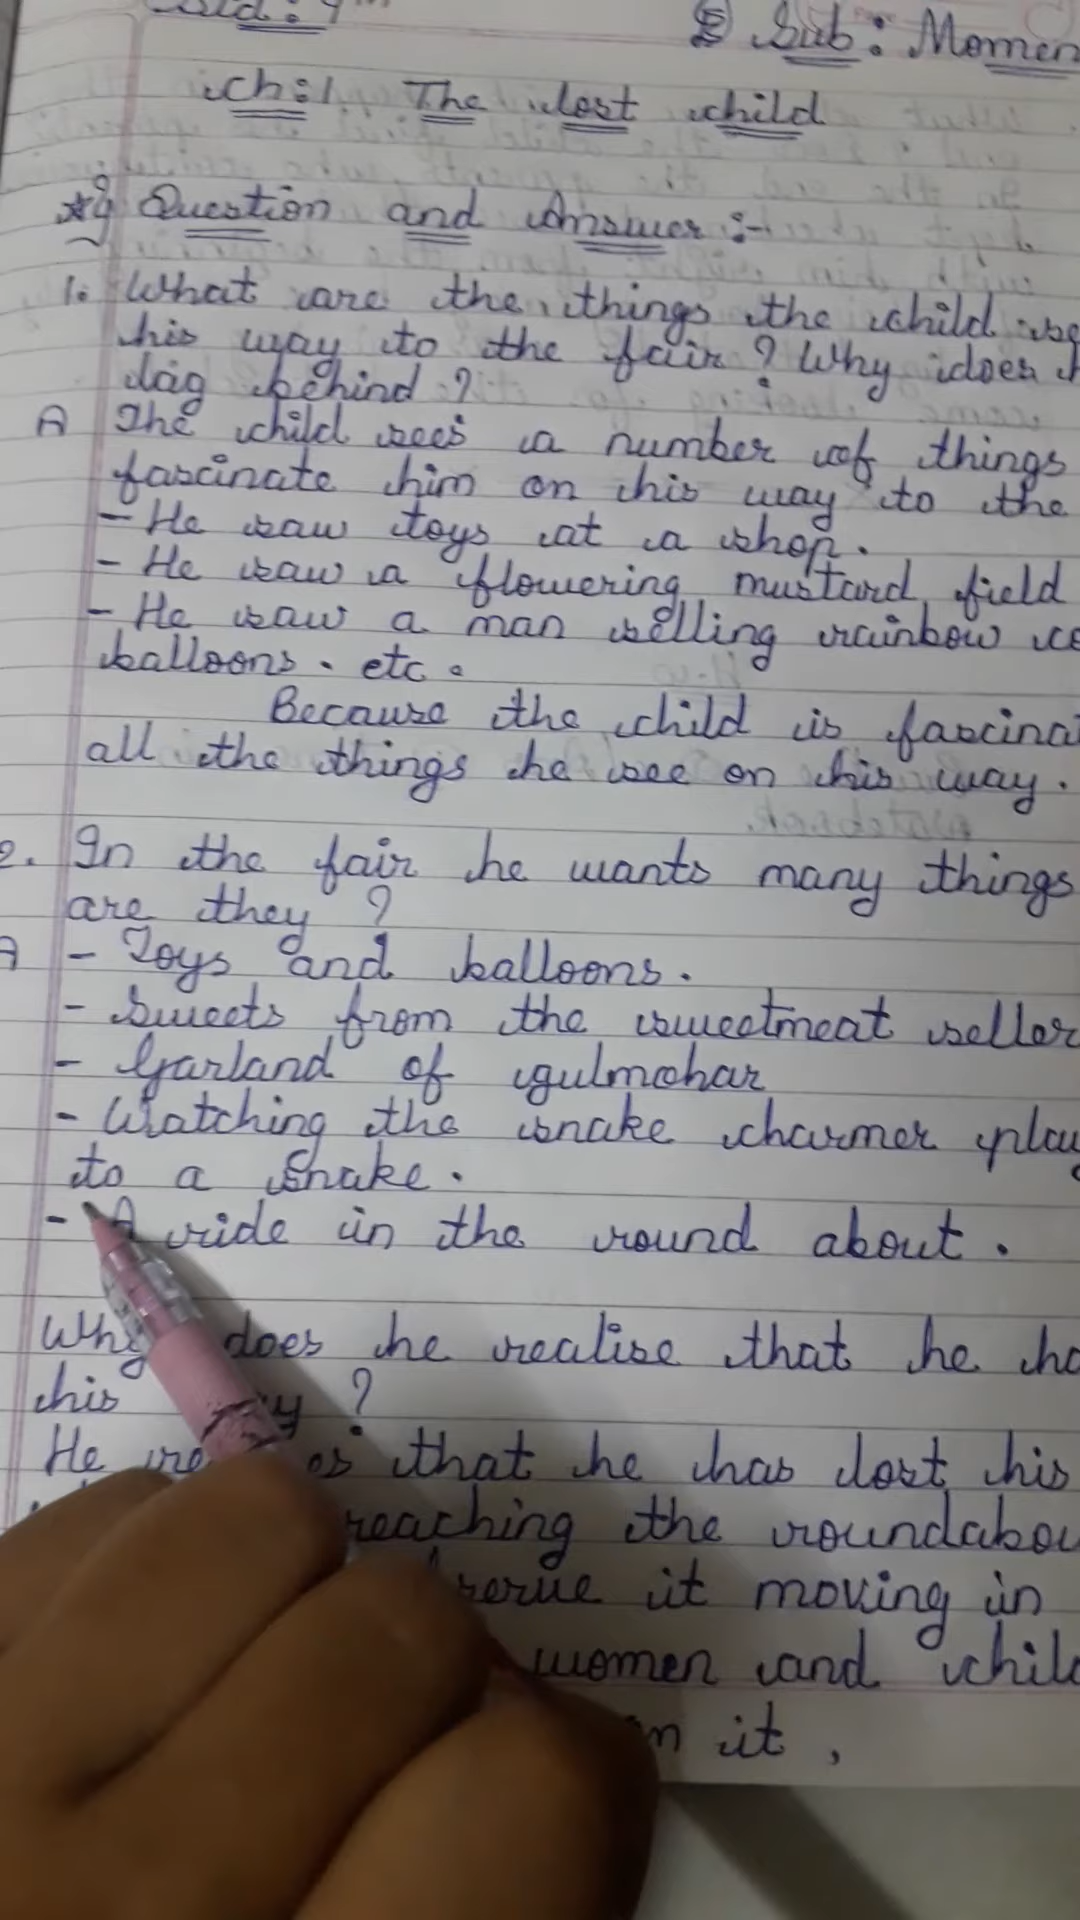 Sub: Momen
Ch:1. The lost child
Question and Answer :-
1. What are the things the child
his way to the fair ? Why does
lag behind ?
A The child sees a number of things
fascinate him on his way to the
- He saw toys at a shop.
- He saw a flowering mustard field
- He saw a man selling rainbow
balloons. etc.
Because the child is fascina
all the things he see on his way.
2. In the fair he wants many things
are they ?
A - Toys and balloons.
- Sweets from the sweetmeat seller
- Garland of gulmohar
- Watching the snake charmer play
to a snake.
- A ride in the round about.
Why does he realise that he ha
his ?
He that he has lost his
reaching the roundabou
it moving in
women and child
it,